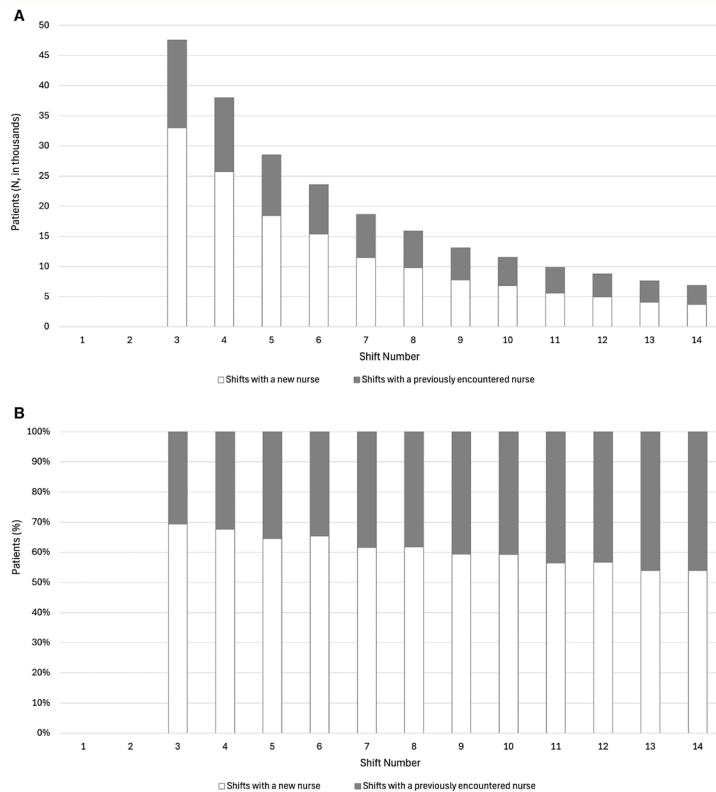 A
50
45
40
35
30
25
20
15
10
5
0
Patients (N, in thousands)
1 2 3 4 5 6 7 8 9 10 11 12 13 14
Shift Number
Shifts with a new nurse Shifts with a previously encountered nurse
B
100%
90%
80%
70%
60%
50%
40%
30%
20%
10%
0%
Patients (%)
1 2 3 4 5 6 7 8 9 10 11 12 13 14
Shift Number
Shifts with a new nurse Shifts with a previously encountered nurse